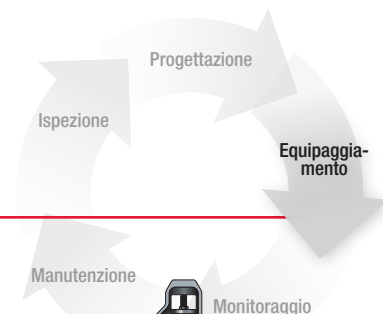 Progettazione
Ispezione
Equipaggia-
mento
Manutenzione
Monitoraggio